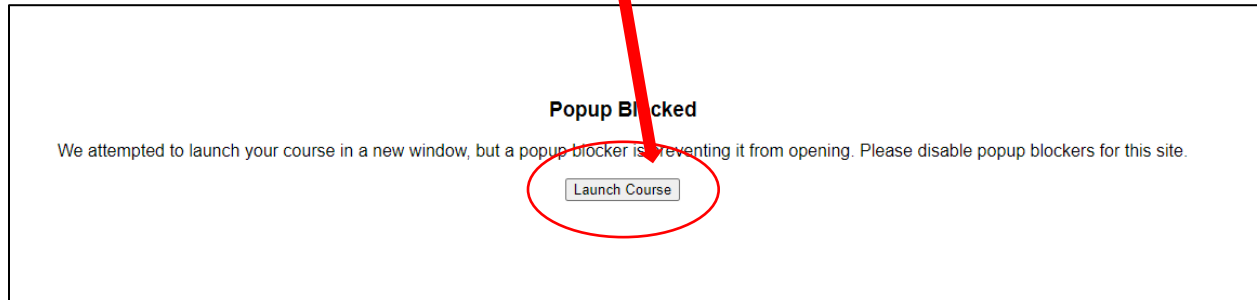 Popup Blocked
We attempted to launch your course in a new window, but a popup blocker is preventing it from opening. Please disable popup blockers for this site.
Launch Course